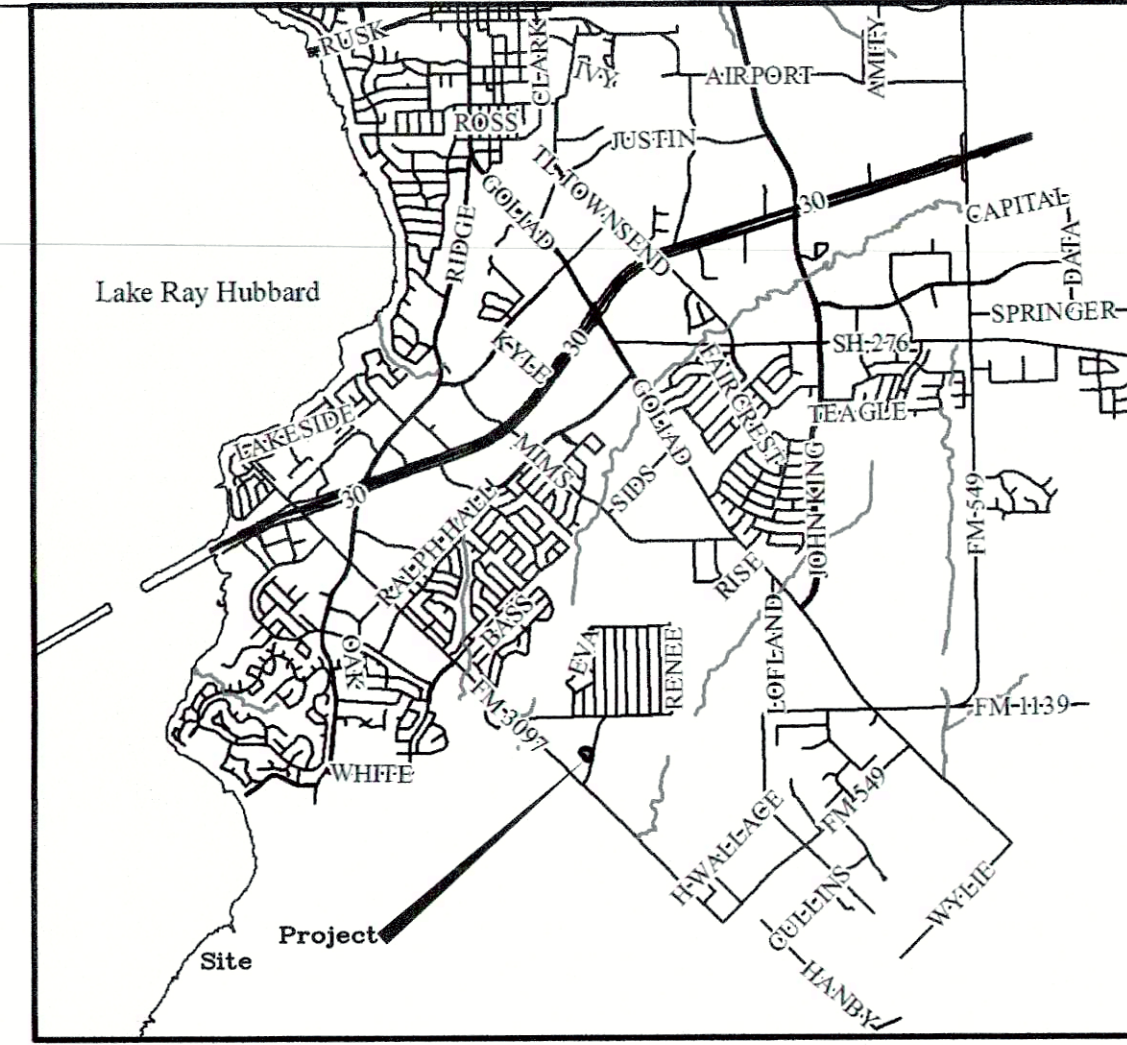 RUSK
CLARK
IVY
AIRPORT
AMITY
ROSS
JUSTIN
TL TOWNSEND
GOLIAD
RIDGE
30
CAPITAL
DATA
Lake Ray Hubbard
SPRINGER
KYLE
30
SH-276
FAIRCREST
GOLIAD
TEAGLE
LAKESIDE
MIMS
SIDS
JOHN KING
30
RALPH HALL
FM-549
RISE
BASS
EVA
RENEE
LOFLAND
OAK
FM-3097
FM-1139
WHITE
H-WALLACE
FM-549
CULLINS
WYLIE
Project
Site
HANBY